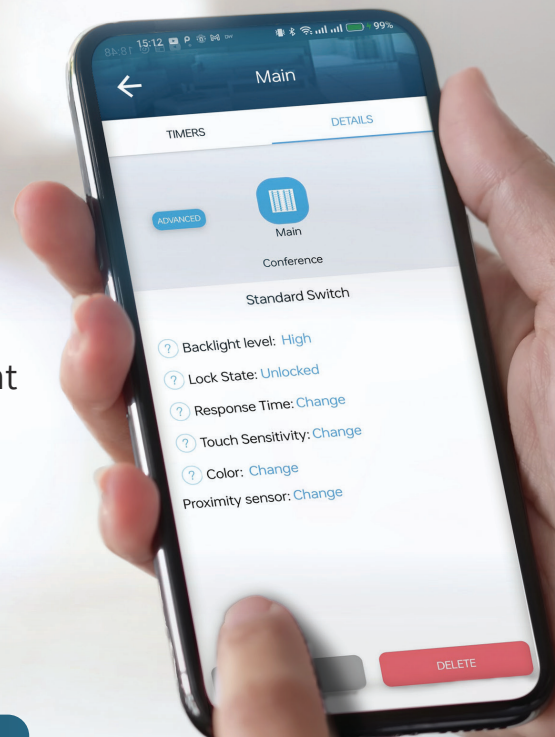 15:12
99%
Main
TIMERS
DETAILS
ADVANCED
Main
Conference
Standard Switch
? Backlight level: High
? Lock State: Unlocked
? Response Time: Change
? Touch Sensitivity: Change
? Color: Change
Proximity sensor: Change
DELETE